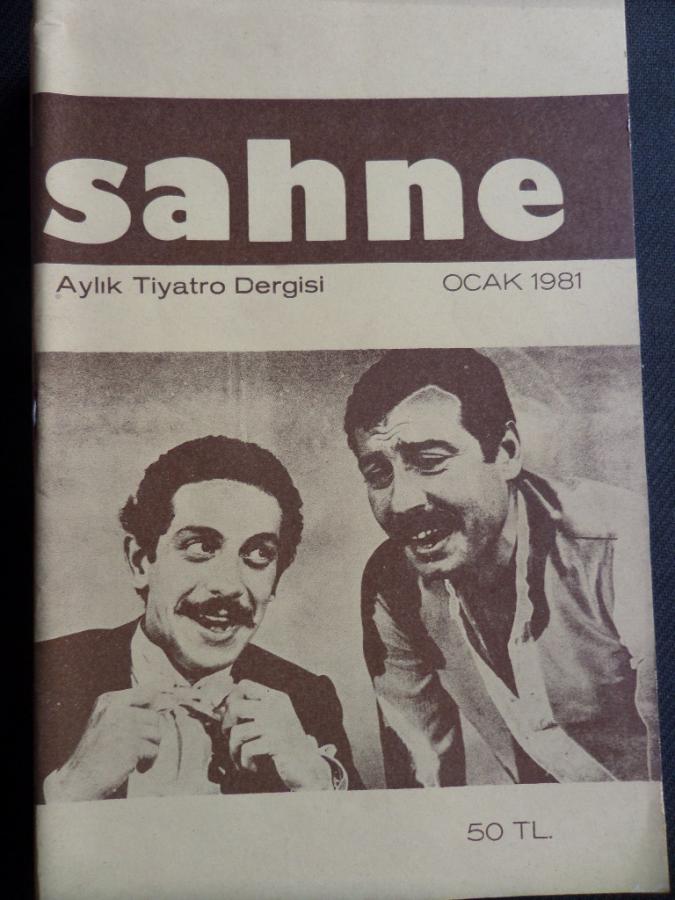 sahne
Aylık Tiyatro Dergisi
OCAK 1981
50 TL.